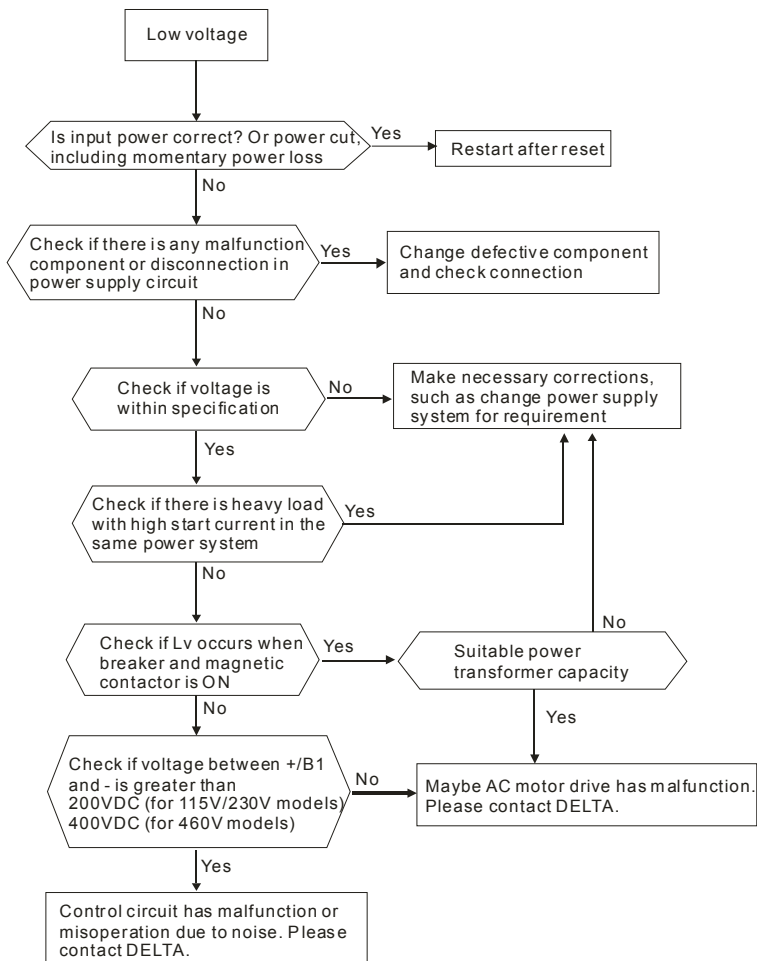 Low voltage
Is input power correct? Or power cut,
including momentary power loss
Yes
Restart after reset
No
Check if there is any malfunction
component or disconnection in
power supply circuit
Yes
Change defective component
and check connection
No
Check if voltage is
within specification
No
Make necessary corrections,
such as change power supply
system for requirement
Yes
Check if there is heavy load
with high start current in the
same power system
Yes
No
Check if Lv occurs when
breaker and magnetic
contactor is ON
Yes
Suitable power
transformer capacity
No
No
Yes
Check if voltage between +/B1
and - is greater than
200VDC (for 115V/230V models)
400VDC (for 460V models)
No
Maybe AC motor drive has malfunction.
Please contact DELTA.
Yes
Control circuit has malfunction or
misoperation due to noise. Please
contact DELTA.